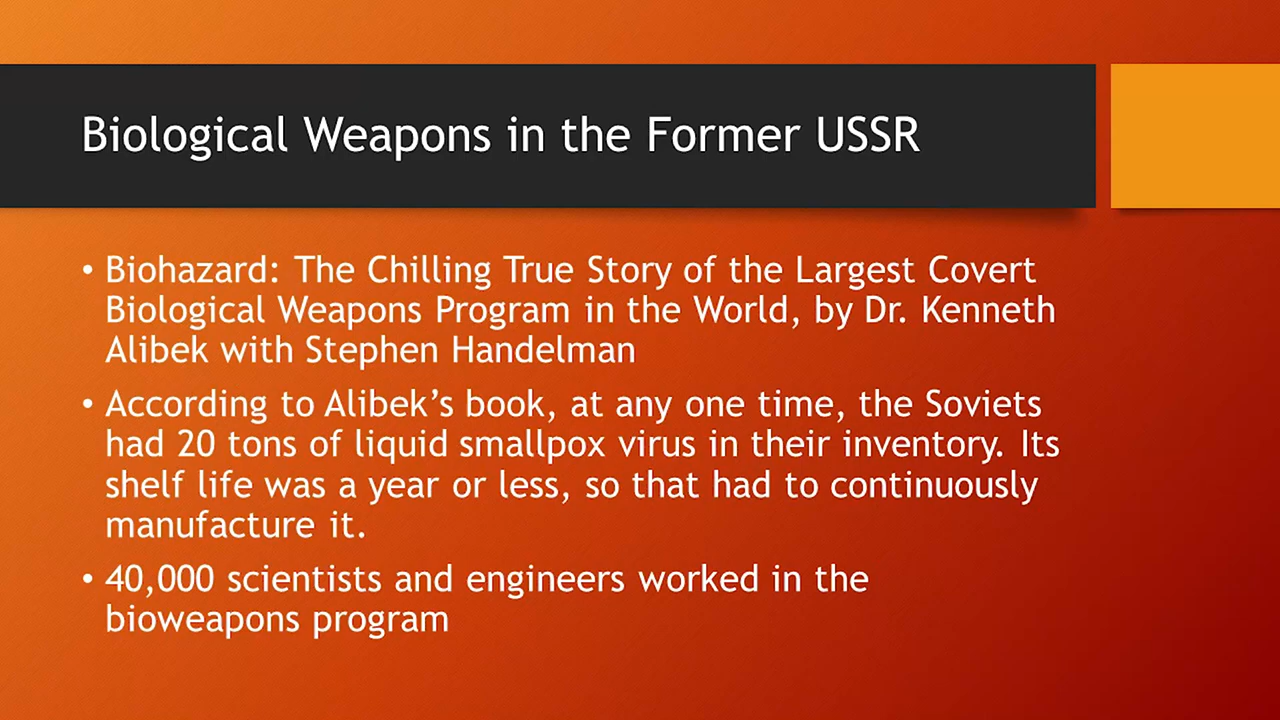 Biological Weapons in the Former USSR
• Biohazard: The Chilling True Story of the Largest Covert
Biological Weapons Program in the World, by Dr. Kenneth
Alibek with Stephen Handelman
• According to Alibek’s book, at any one time, the Soviets
had 20 tons of liquid smallpox virus in their inventory. Its
shelf life was a year or less, so that had to continuously
manufacture it.
• 40,000 scientists and engineers worked in the
bioweapons program